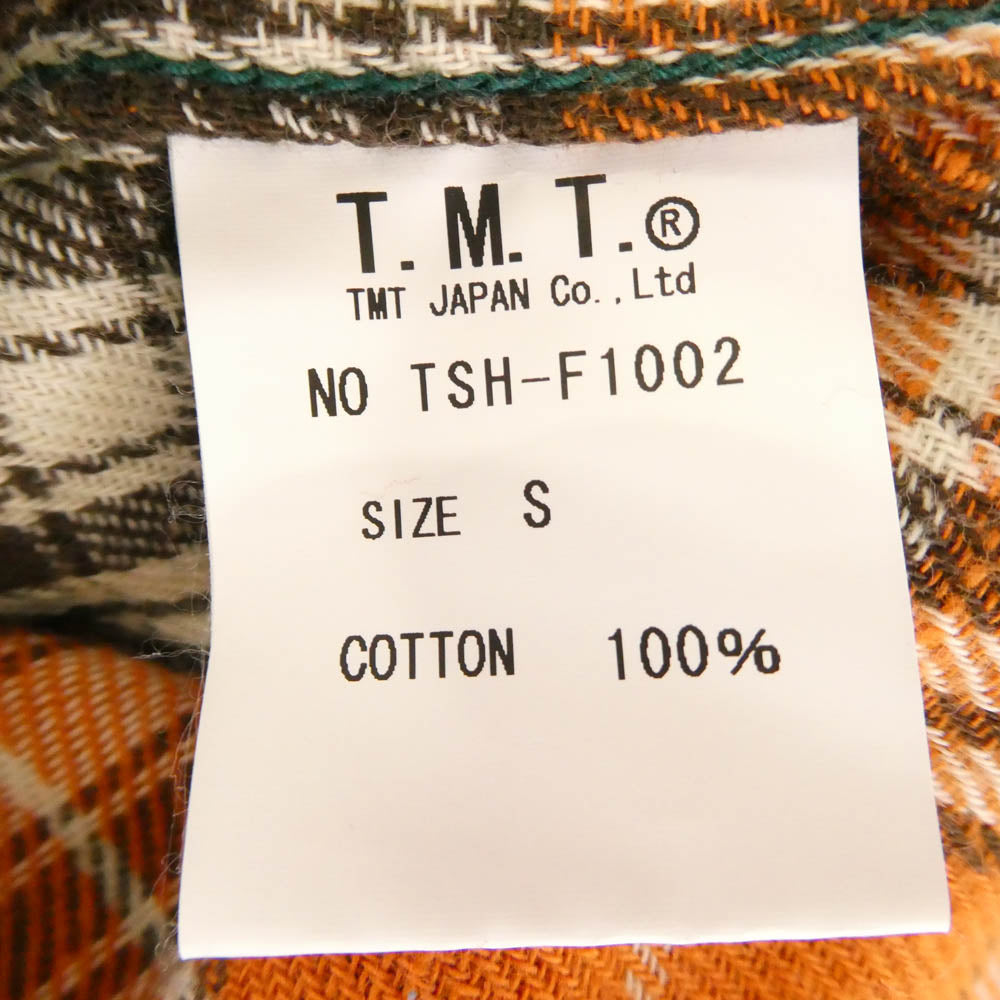 T.M.T.®
TMT JAPAN Co.,Ltd
NO TSH-F1002
SIZE S
COTTON 100%